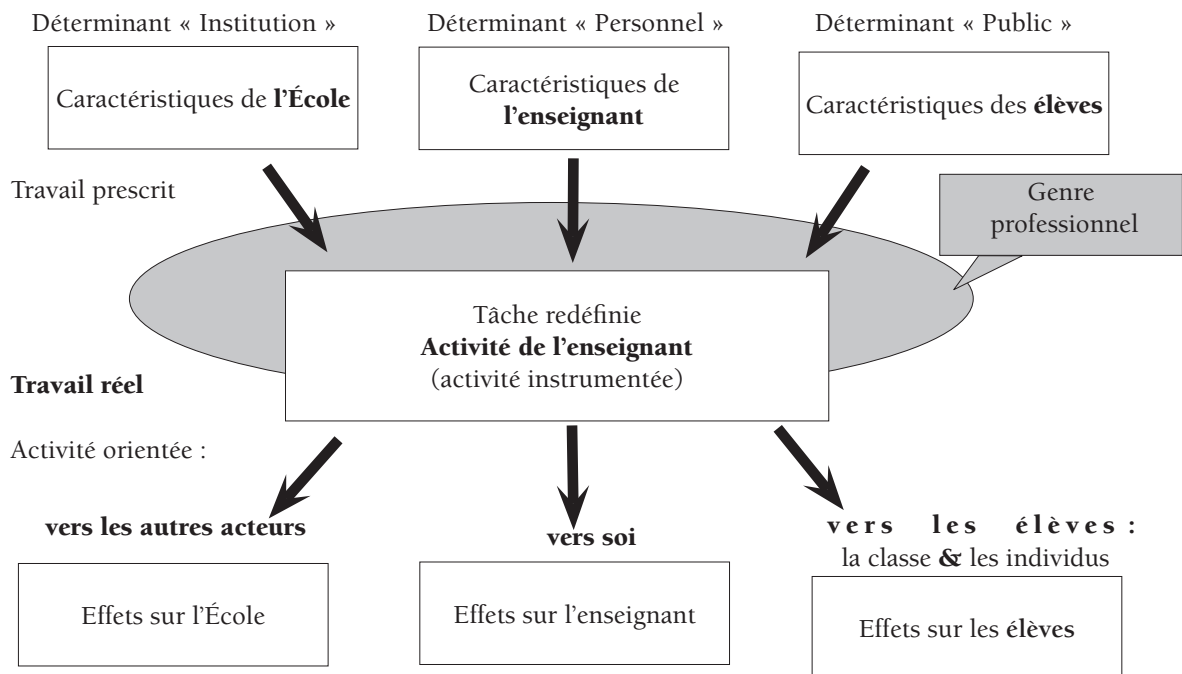 Déterminant « Institution »
Déterminant « Personnel »
Déterminant « Public »
Caractéristiques de l'École
Caractéristiques de
l'enseignant
Caractéristiques des élèves
Travail prescrit
Genre
professionnel
Tâche redéfinie
Activité de l'enseignant
(activité instrumentée)
Travail réel
Activité orientée :
vers les autres acteurs
vers soi
vers les élèves :
la classe & les individus
Effets sur l'École
Effets sur l'enseignant
Effets sur les élèves